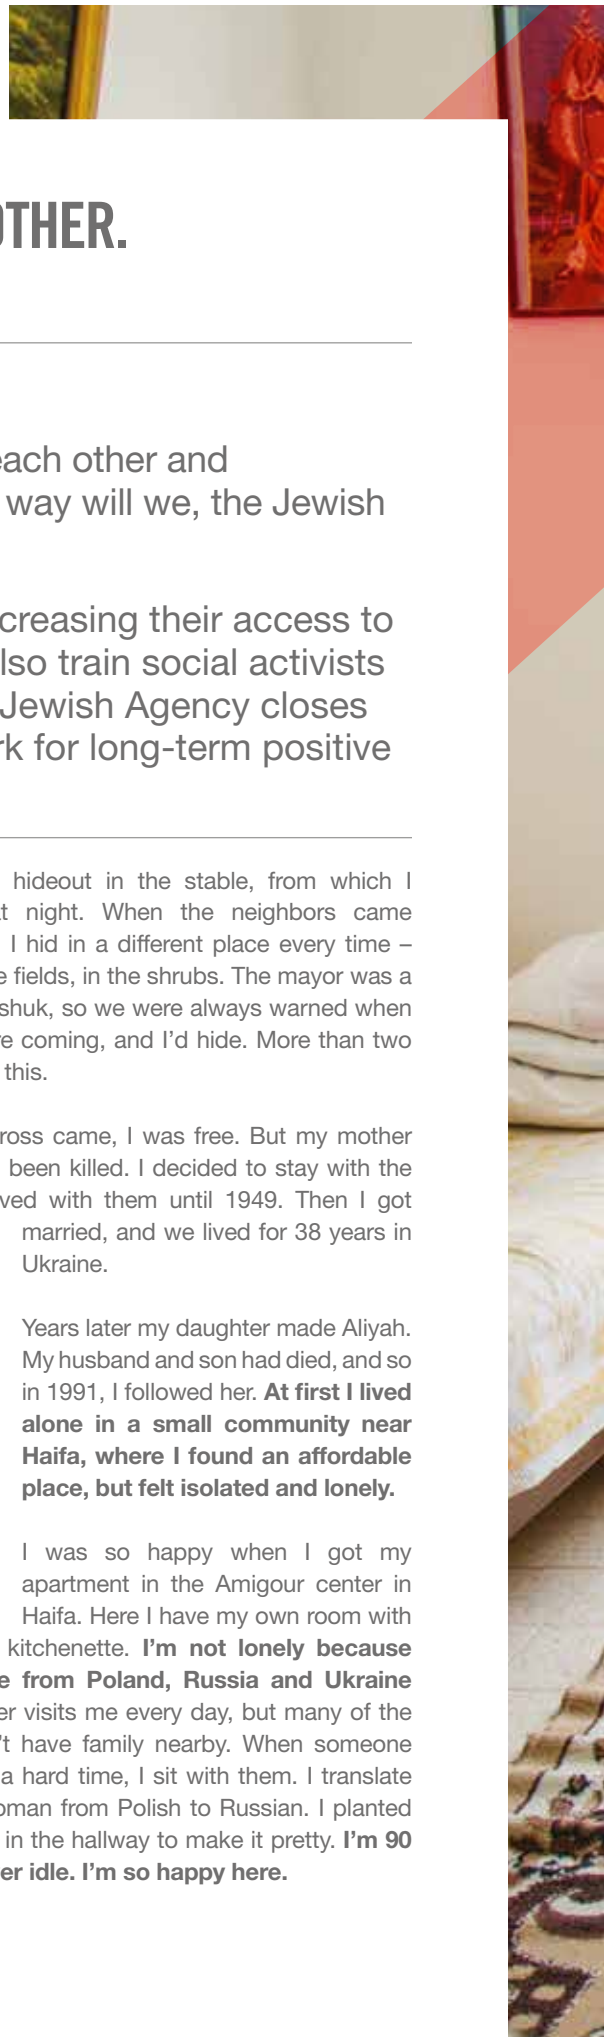 OTHER.
each other and
way will we, the Jewish
creasing their access to
lso train social activists
Jewish Agency closes
rk for long-term positive
hideout in the stable, from which I
t night. When the neighbors came
I hid in a different place every time –
e fields, in the shrubs. The mayor was a
shuk, so we were always warned when
re coming, and I'd hide. More than two
this.
ross came, I was free. But my mother
been killed. I decided to stay with the
ved with them until 1949. Then I got
married, and we lived for 38 years in
Ukraine.
Years later my daughter made Aliyah.
My husband and son had died, and so
in 1991, I followed her. At first I lived
alone in a small community near
Haifa, where I found an affordable
place, but felt isolated and lonely.
I was so happy when I got my
apartment in the Amigour center in
Haifa. Here I have my own room with
kitchenette. I'm not lonely because
e from Poland, Russia and Ukraine
er visits me every day, but many of the
't have family nearby. When someone
a hard time, I sit with them. I translate
oman from Polish to Russian. I planted
in the hallway to make it pretty. I'm 90
er idle. I'm so happy here.